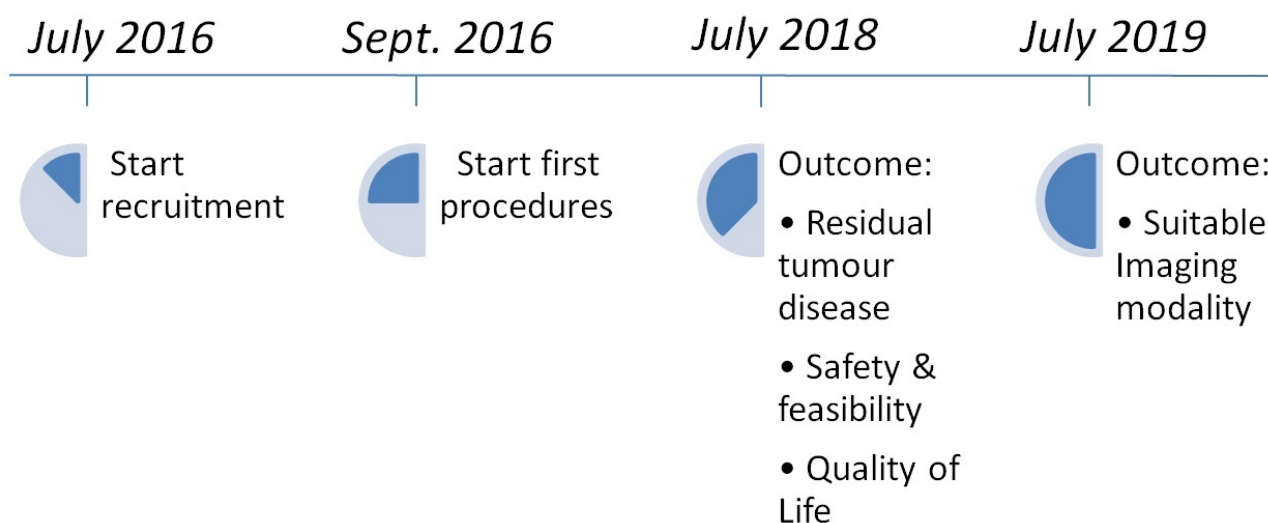 July 2016
Sept. 2016
July 2018
July 2019
Start
recruitment
Start first
procedures
Outcome:
• Residual
tumour
disease
• Safety &
feasibility
• Quality of
Life
Outcome:
• Suitable
Imaging
modality